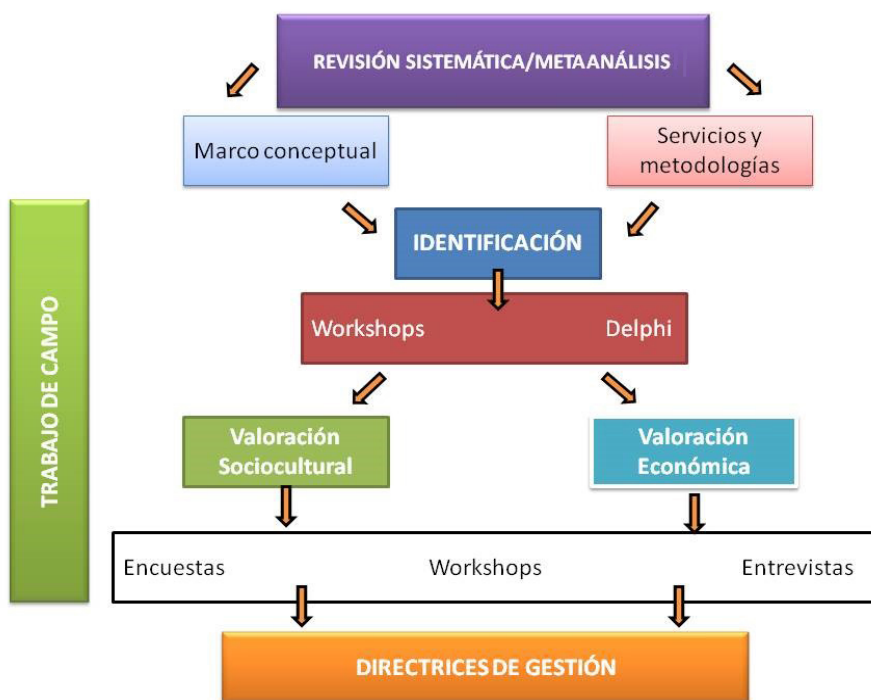 REVISIÓN SISTEMÁTICA/METAANÁLISIS
Marco conceptual
Servicios y
metodologías
IDENTIFICACIÓN
Workshops Delphi
TRABAJO DE CAMPO
Valoración
Sociocultural
Valoración
Económica
Encuestas Workshops Entrevistas
DIRECTRICES DE GESTIÓN